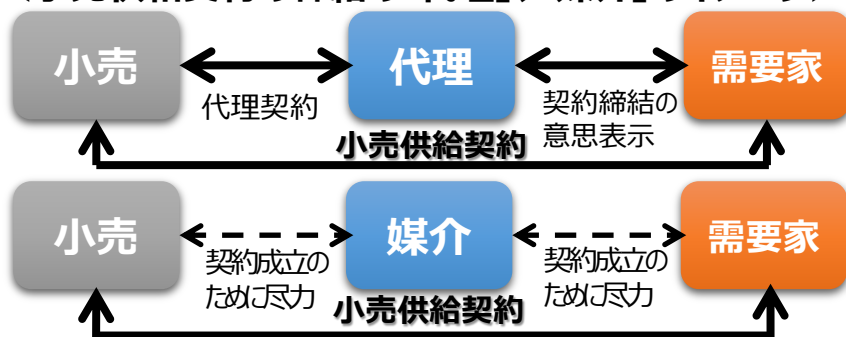 小売
代理
需要家
代理契約
契約締結の
意思表示
小売供給契約
小売
媒介
需要家
契約成立の
ために尽力
契約成立の
ために尽力
小売供給契約